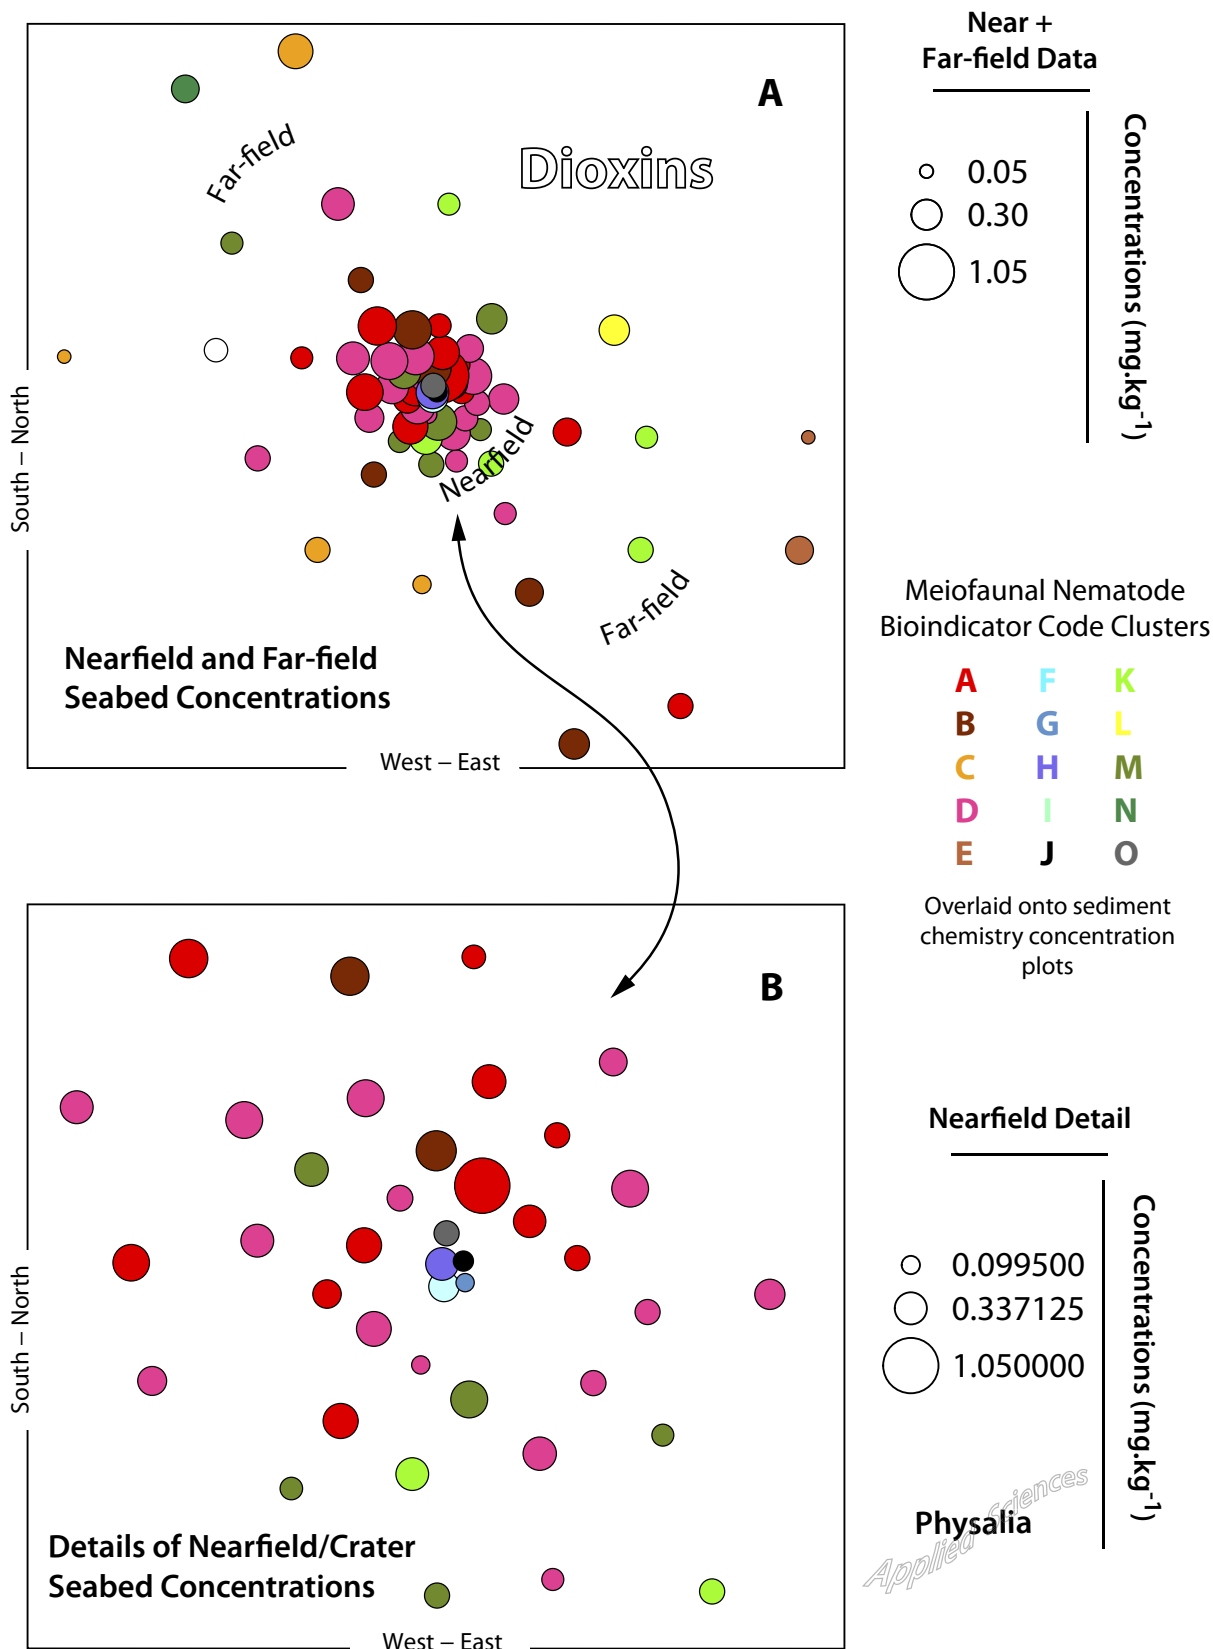 Near +
Far-field Data
A
Dioxins
Far-field
Concentrations (mg.kg-1)
0.05
0.30
1.05
South – North
Nearfield
Far-field
Nearfield and Far-field
Seabed Concentrations
West – East
Meiofaunal Nematode
Bioindicator Code Clusters
A F K
B G L
C H M
D I N
E J O
Overlaid onto sediment
chemistry concentration
plots
B
Nearfield Detail
Concentrations (mg.kg-1)
0.099500
0.337125
1.050000
South – North
Details of Nearfield/Crater
Seabed Concentrations
West – East
Physalia
Applied Sciences